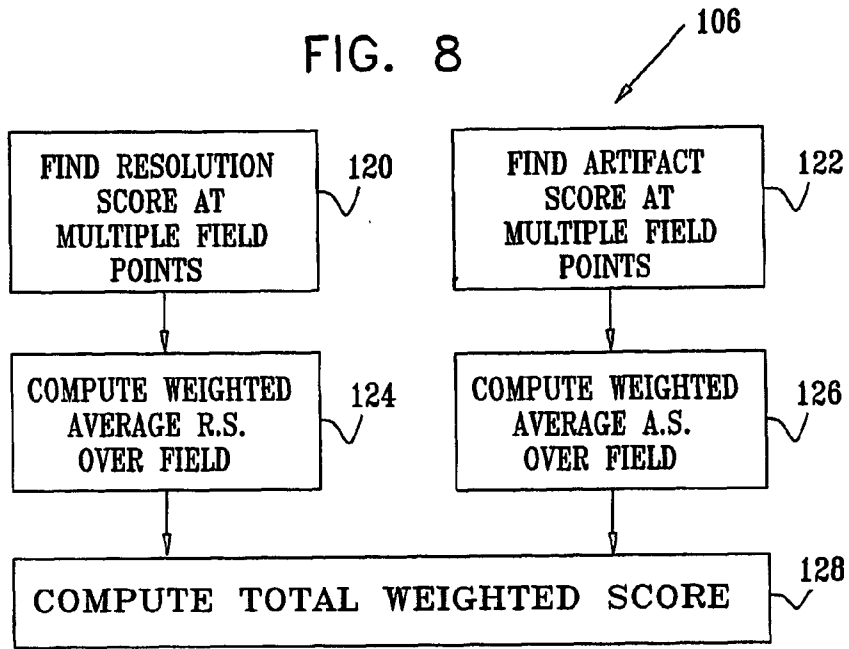 FIG. 8
106
FIND RESOLUTION
SCORE AT
MULTIPLE FIELD
POINTS
120
FIND ARTIFACT
SCORE AT
MULTIPLE FIELD
POINTS
122
COMPUTE WEIGHTED
AVERAGE R.S.
OVER FIELD
124
COMPUTE WEIGHTED
AVERAGE A.S.
OVER FIELD
126
COMPUTE TOTAL WEIGHTED SCORE
128